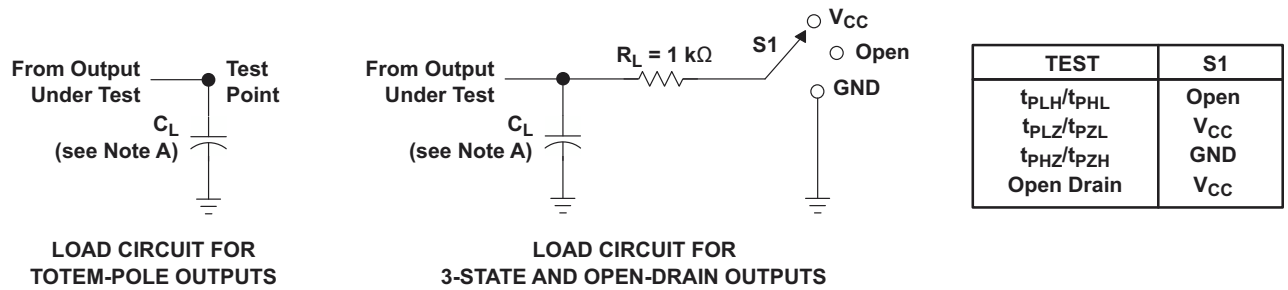 From Output
Under Test
Test
Point
C_L
(see Note A)
LOAD CIRCUIT FOR
TOTEM-POLE OUTPUTS
From Output
Under Test
R_L = 1 kΩ
S1
V_CC
Open
GND
C_L
(see Note A)
LOAD CIRCUIT FOR
3-STATE AND OPEN-DRAIN OUTPUTS
TEST S1
t_PLH/t_PHL Open
t_PLZ/t_PZL V_CC
t_PHZ/t_PZH GND
Open Drain V_CC